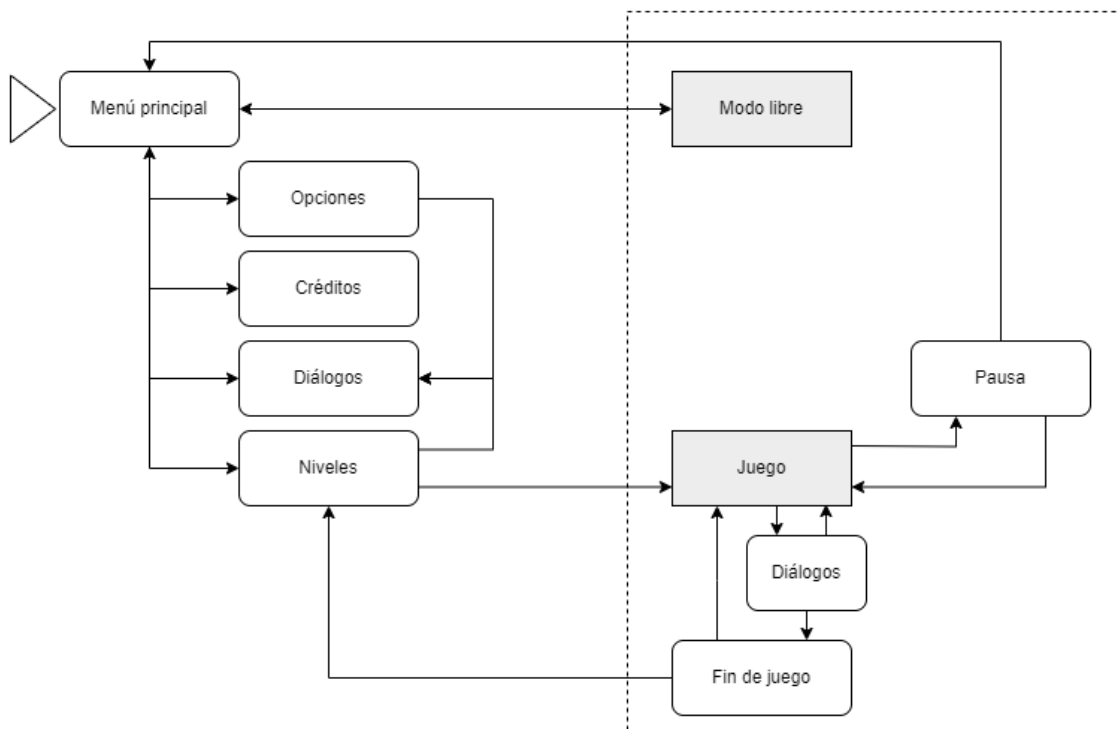 Menú principal
Modo libre
Opciones
Créditos
Diálogos
Pausa
Niveles
Juego
Diálogos
Fin de juego